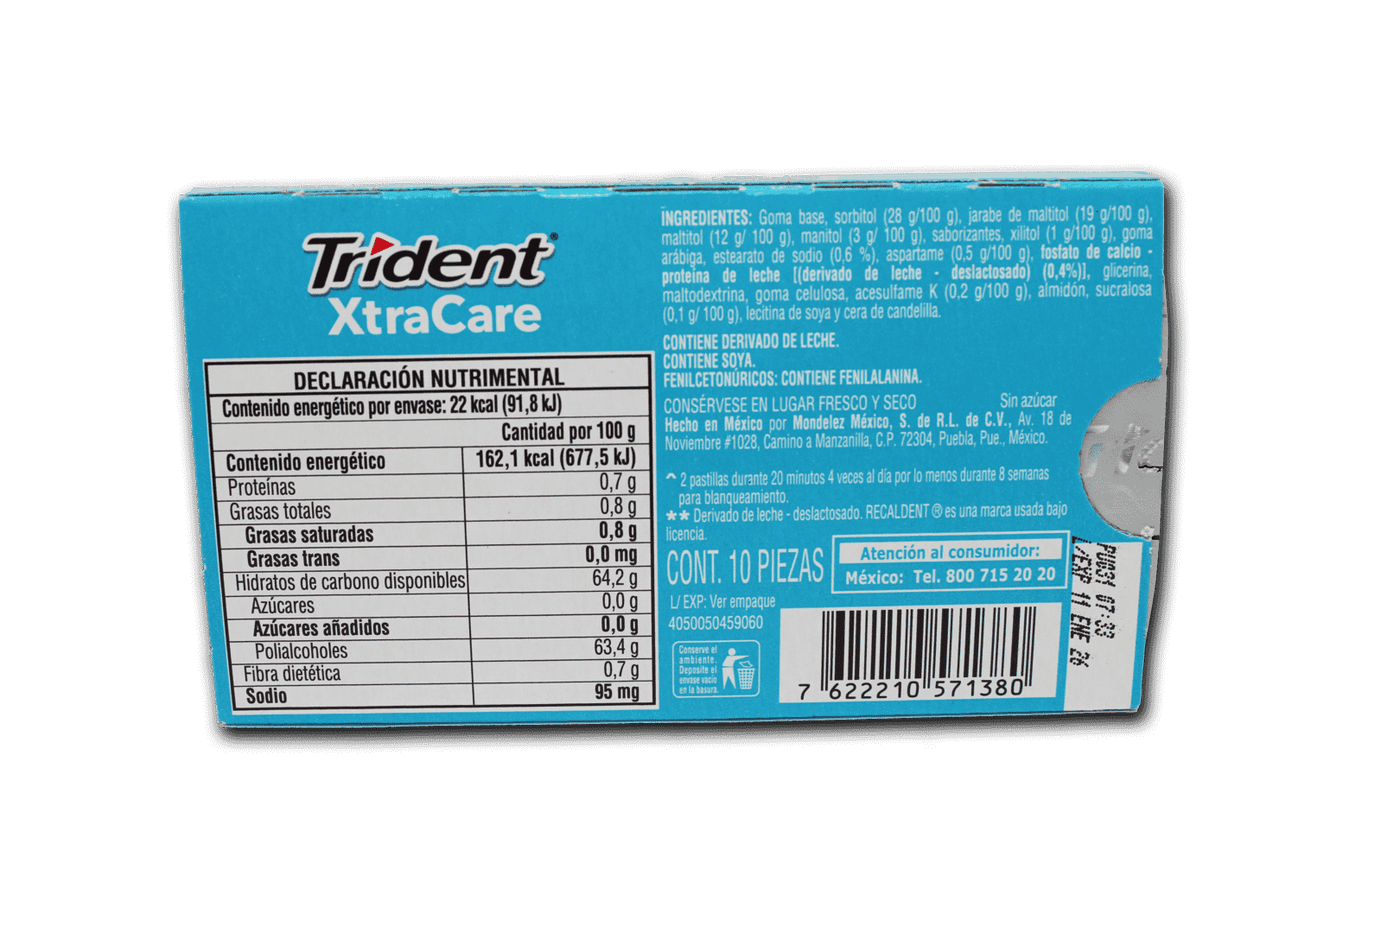 Trident®
XtraCare
DECLARACIÓN NUTRIMENTAL
Contenido energético por envase: 22 kcal (91,8 kJ)
Cantidad por 100 g
Contenido energético 162,1 kcal (677,5 kJ)
Proteínas 0,7 g
Grasas totales 0,8 g
Grasas saturadas 0,8 g
Grasas trans 0,0 mg
Hidratos de carbono disponibles 64,2 g
Azúcares 0,0 g
Azúcares añadidos 0,0 g
Polialcoholes 63,4 g
Fibra dietética 0,7 g
Sodio 95 mg
INGREDIENTES: Goma base, sorbitol (28 g/100 g), jarabe de maltitol (19 g/100 g),
maltitol (12 g/ 100 g), manitol (3 g/ 100 g), saborizantes, xilitol (1 g/100 g), goma
arábiga, estearato de sodio (0,6 %), aspartame (0,5 g/100 g), fosfato de calcio -
proteína de leche [(derivado de leche - deslactosado) (0,4%)], glicerina,
maltodextrina, goma celulosa, acesulfame K (0,2 g/100 g), almidón, sucralosa
(0,1 g/ 100 g), lecitina de soya y cera de candelilla.
CONTIENE DERIVADO DE LECHE.
CONTIENE SOYA.
FENILCETONÚRICOS: CONTIENE FENILALANINA.
CONSÉRVESE EN LUGAR FRESCO Y SECO Sin azúcar
Hecho en México por Mondelez México, S. de R.L. de C.V., Av. 18 de
Noviembre #1028, Camino a Manzanilla, C.P. 72304, Puebla, Pue., México.
^ 2 pastillas durante 20 minutos 4 veces al día por lo menos durante 8 semanas
para blanqueamiento.
** Derivado de leche - deslactosado. RECALDENT ® es una marca usada bajo
licencia.
CONT. 10 PIEZAS
Atención al consumidor:
México: Tel. 800 715 20 20
L/ EXP: Ver empaque
4050050459060
Conserve el
ambiente.
Deposite el
envase vacío
en la basura.
7 622210 571380
L/EXP 11 ENE 26